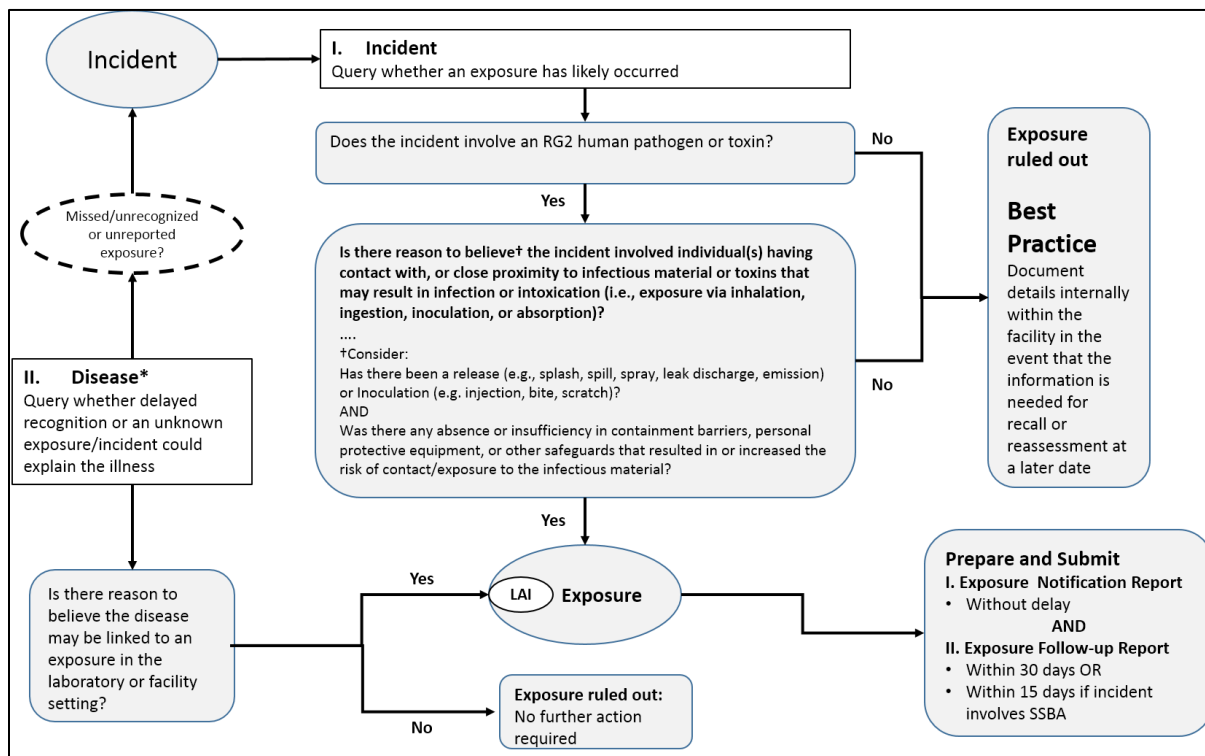 Incident
I. Incident
Query whether an exposure has likely occurred
Does the incident involve an RG2 human pathogen or toxin?
No
Yes
Exposure
ruled out
Best
Practice
Document
details internally
within the
facility in the
event that the
information is
needed for
recall or
reassessment at
a later date
Missed/unrecognized
or unreported
exposure?
Is there reason to believe† the incident involved individual(s) having
contact with, or close proximity to infectious material or toxins that
may result in infection or intoxication (i.e., exposure via inhalation,
ingestion, inoculation, or absorption)?
....
†Consider:
Has there been a release (e.g., splash, spill, spray, leak discharge, emission)
or Inoculation (e.g. injection, bite, scratch)?
AND
Was there any absence or insufficiency in containment barriers, personal
protective equipment, or other safeguards that resulted in or increased the
risk of contact/exposure to the infectious material?
No
Yes
II. Disease*
Query whether delayed
recognition or an unknown
exposure/incident could
explain the illness
Is there reason to
believe the disease
may be linked to an
exposure in the
laboratory or facility
setting?
Yes
LAI
Exposure
No
Exposure ruled out:
No further action
required
Prepare and Submit
I. Exposure Notification Report
• Without delay
AND
II. Exposure Follow-up Report
• Within 30 days OR
• Within 15 days if incident
involves SSBA